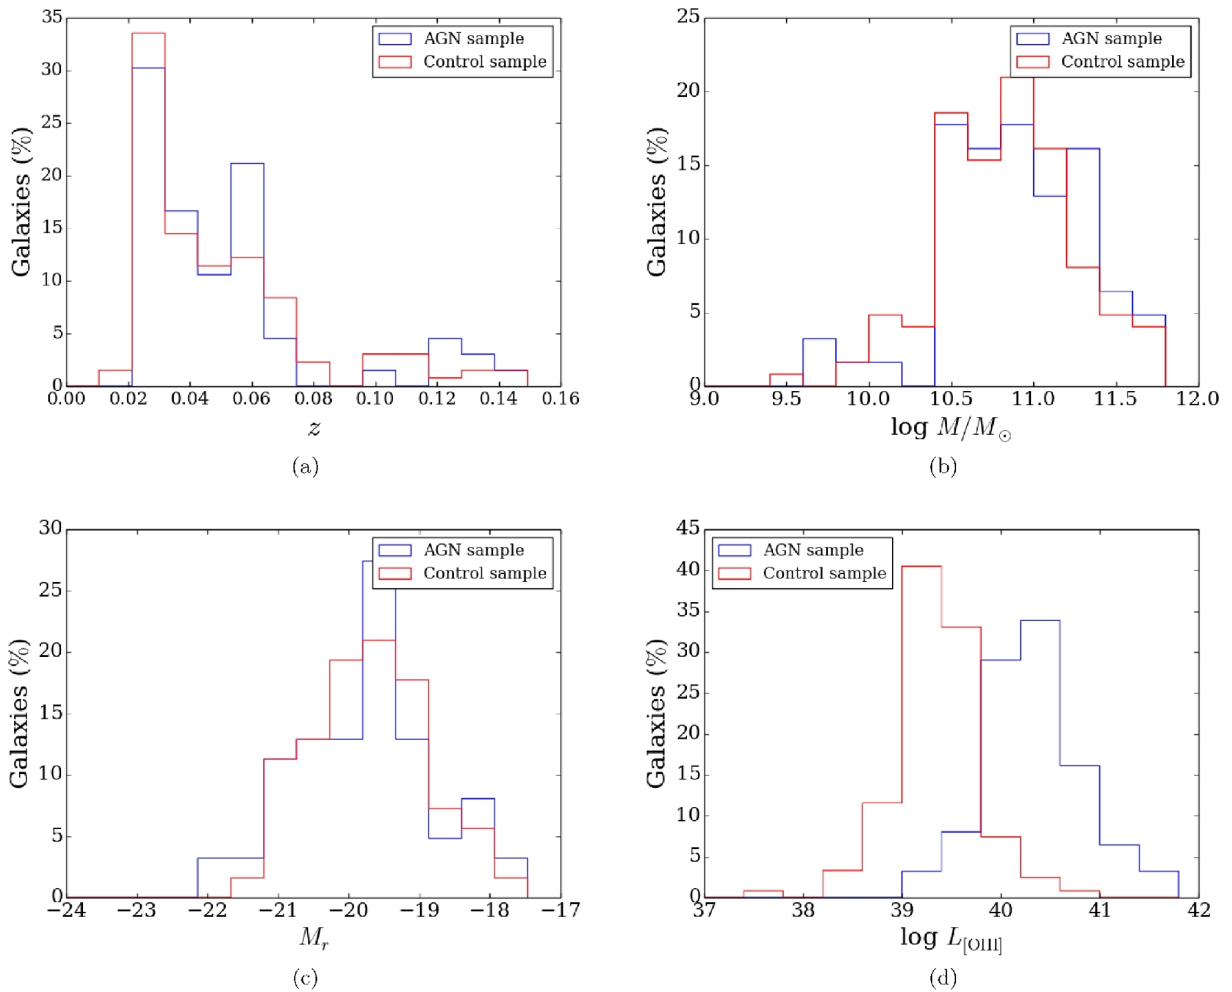 35
30
25
20
15
10
5
0
Galaxies (%)
AGN sample
Control sample
0.00 0.02 0.04 0.06 0.08 0.10 0.12 0.14 0.16
z
(a)
25
20
15
10
5
0
Galaxies (%)
AGN sample
Control sample
9.0 9.5 10.0 10.5 11.0 11.5 12.0
log M/M⊙
(b)
30
25
20
15
10
5
0
Galaxies (%)
AGN sample
Control sample
−24 −23 −22 −21 −20 −19 −18 −17
M_r
(c)
45
40
35
30
25
20
15
10
5
0
Galaxies (%)
AGN sample
Control sample
37 38 39 40 41 42
log L_[OIII]
(d)